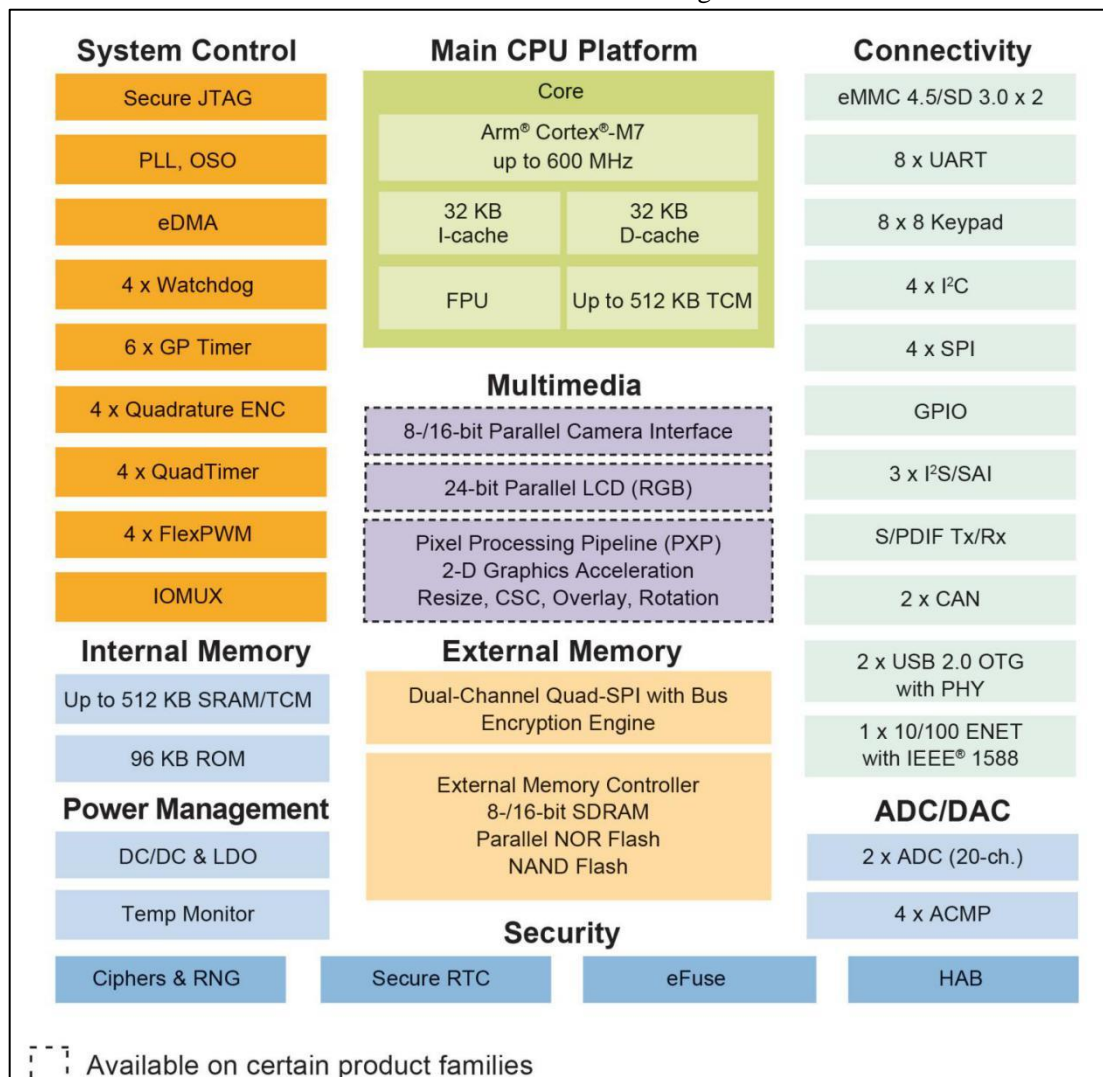 System Control
Secure JTAG
PLL, OSO
eDMA
4 x Watchdog
6 x GP Timer
4 x Quadrature ENC
4 x QuadTimer
4 x FlexPWM
IOMUX
Internal Memory
Up to 512 KB SRAM/TCM
96 KB ROM
Power Management
DC/DC & LDO
Temp Monitor
Main CPU Platform
Core
Arm® Cortex®-M7
up to 600 MHz
32 KB
I-cache
32 KB
D-cache
FPU
Up to 512 KB TCM
Multimedia
8-/16-bit Parallel Camera Interface
24-bit Parallel LCD (RGB)
Pixel Processing Pipeline (PXP)
2-D Graphics Acceleration
Resize, CSC, Overlay, Rotation
External Memory
Dual-Channel Quad-SPI with Bus
Encryption Engine
External Memory Controller
8-/16-bit SDRAM
Parallel NOR Flash
NAND Flash
Connectivity
eMMC 4.5/SD 3.0 x 2
8 x UART
8 x 8 Keypad
4 x I²C
4 x SPI
GPIO
3 x I²S/SAI
S/PDIF Tx/Rx
2 x CAN
2 x USB 2.0 OTG
with PHY
1 x 10/100 ENET
with IEEE® 1588
ADC/DAC
2 x ADC (20-ch.)
4 x ACMP
Security
Ciphers & RNG
Secure RTC
eFuse
HAB
Available on certain product families